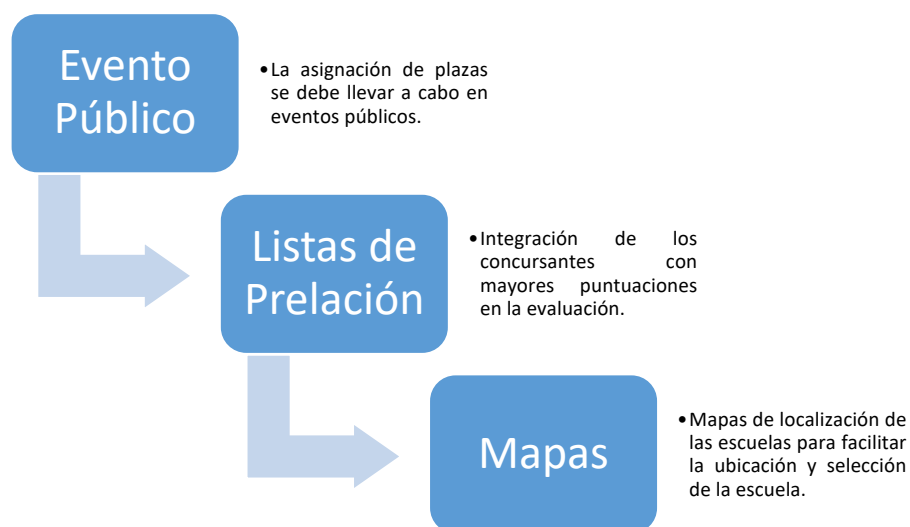 Evento
Público
•La asignación de plazas
se debe llevar a cabo en
eventos públicos.
Listas de
Prelación
•Integración de los
concursantes con
mayores puntuaciones
en la evaluación.
Mapas
•Mapas de localización de
las escuelas para facilitar
la ubicación y selección
de la escuela.